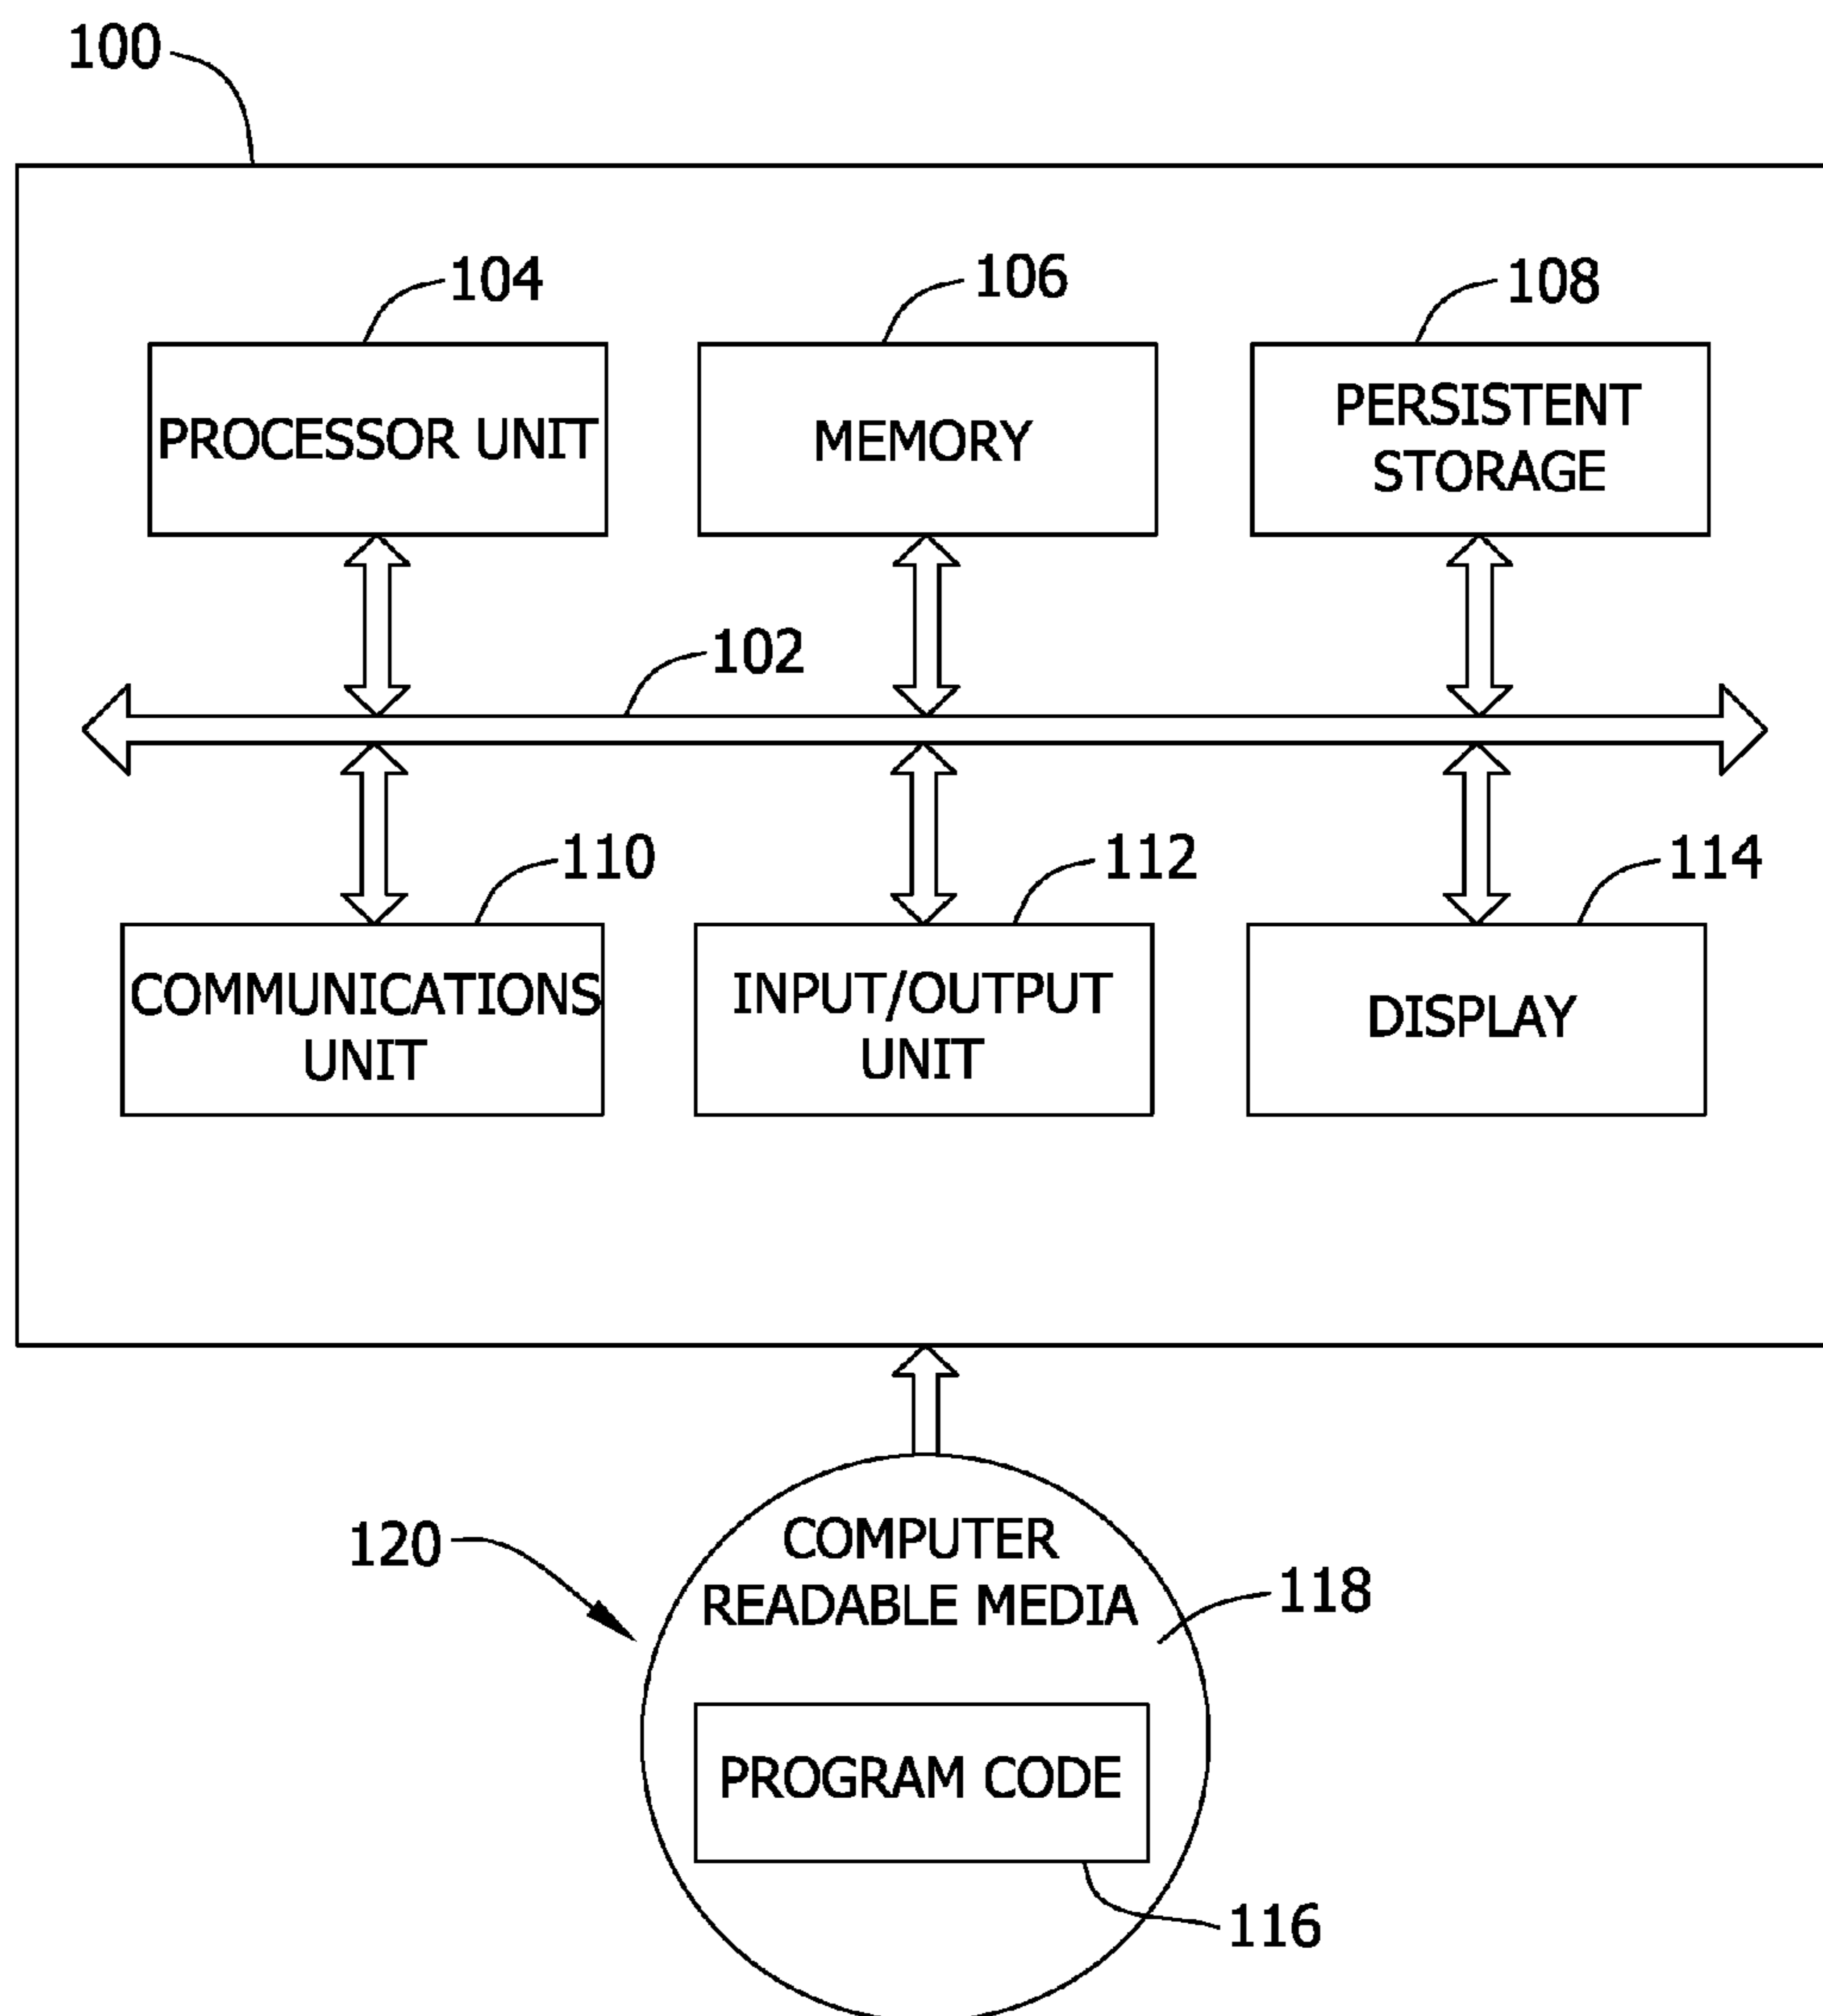 100
104
106
108
PROCESSOR UNIT
MEMORY
PERSISTENT
STORAGE
102
110
112
114
COMMUNICATIONS
UNIT
INPUT/OUTPUT
UNIT
DISPLAY
120
COMPUTER
READABLE MEDIA
118
PROGRAM CODE
116